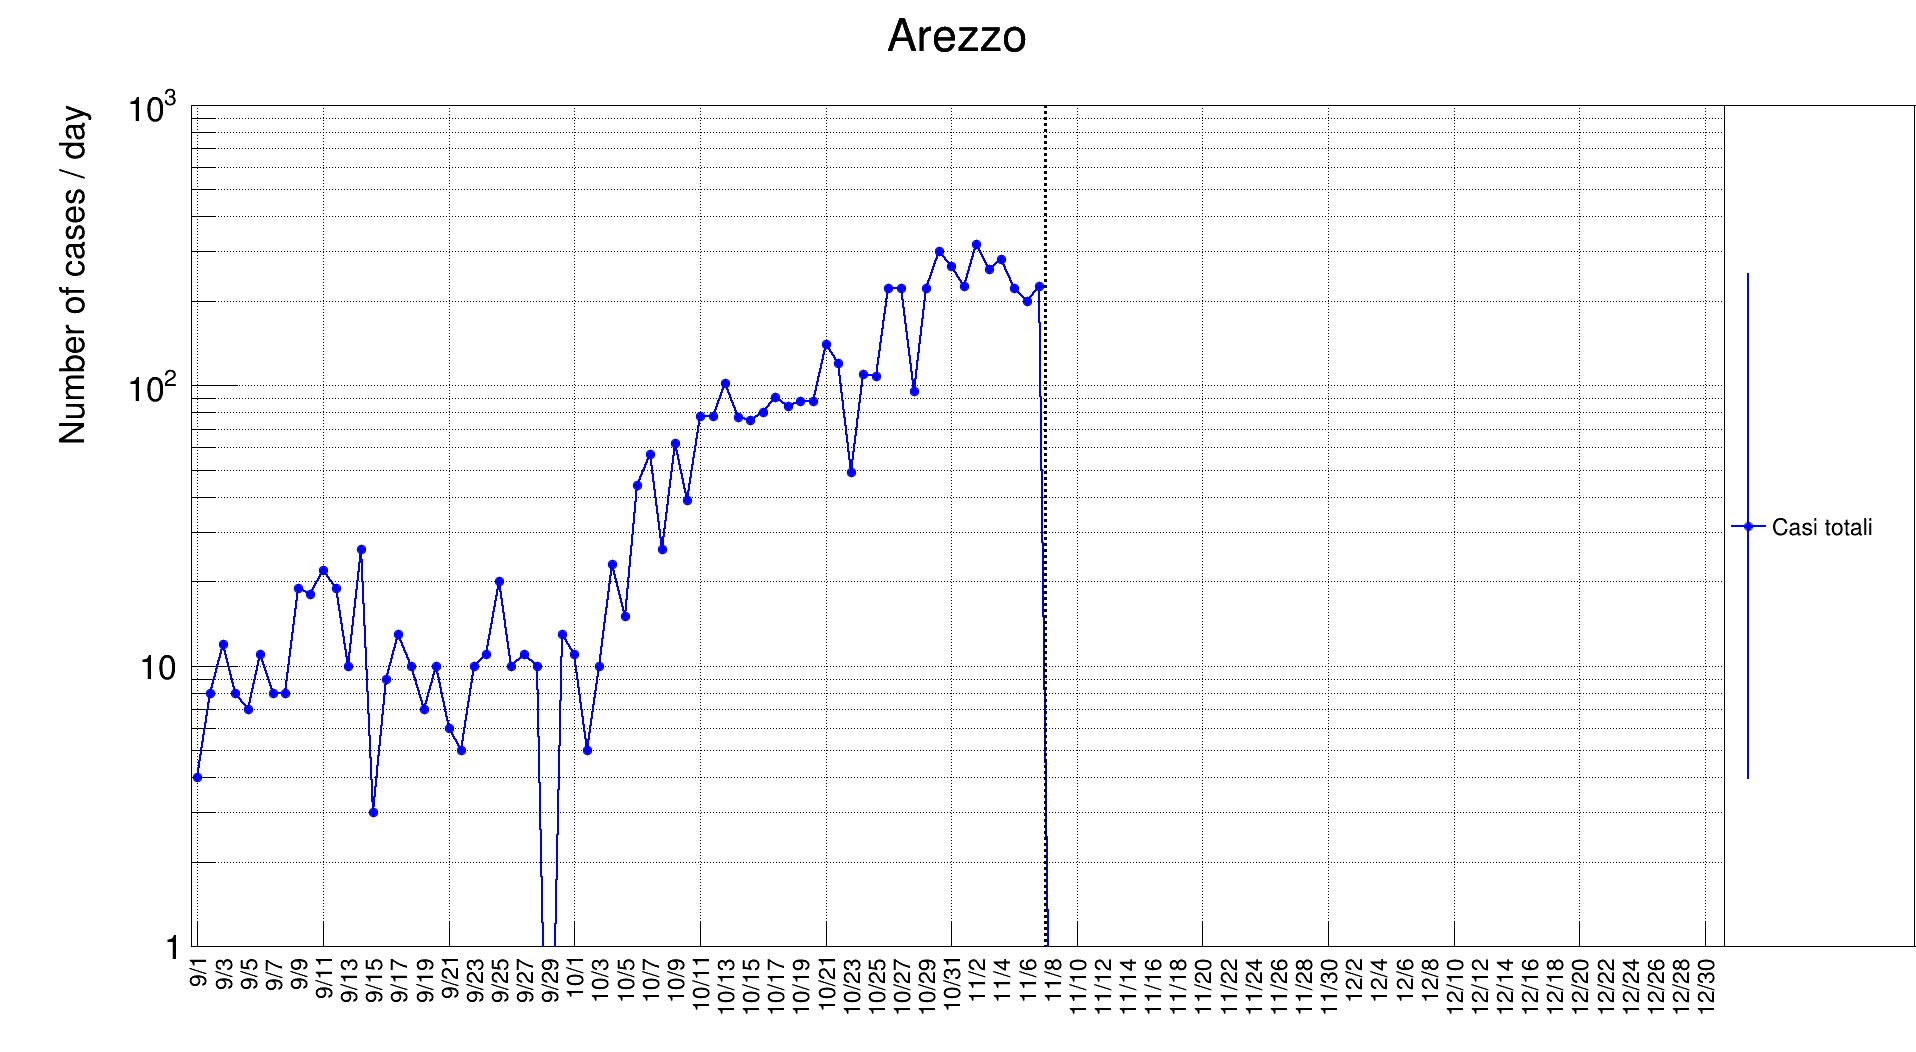 Arezzo
Number of cases / day
10³
10²
10
1
9/1 9/3 9/5 9/7 9/9 9/11 9/13 9/15 9/17 9/19 9/21 9/23 9/25 9/27 9/29 10/1 10/3 10/5 10/7 10/9 10/11 10/13 10/15 10/17 10/19 10/21 10/23 10/25 10/27 10/29 10/31 11/2 11/4 11/6 11/8 11/10 11/12 11/14 11/16 11/18 11/20 11/22 11/24 11/26 11/28 11/30 12/2 12/4 12/6 12/8 12/10 12/12 12/14 12/16 12/18 12/20 12/22 12/24 12/26 12/28 12/30
Casi totali